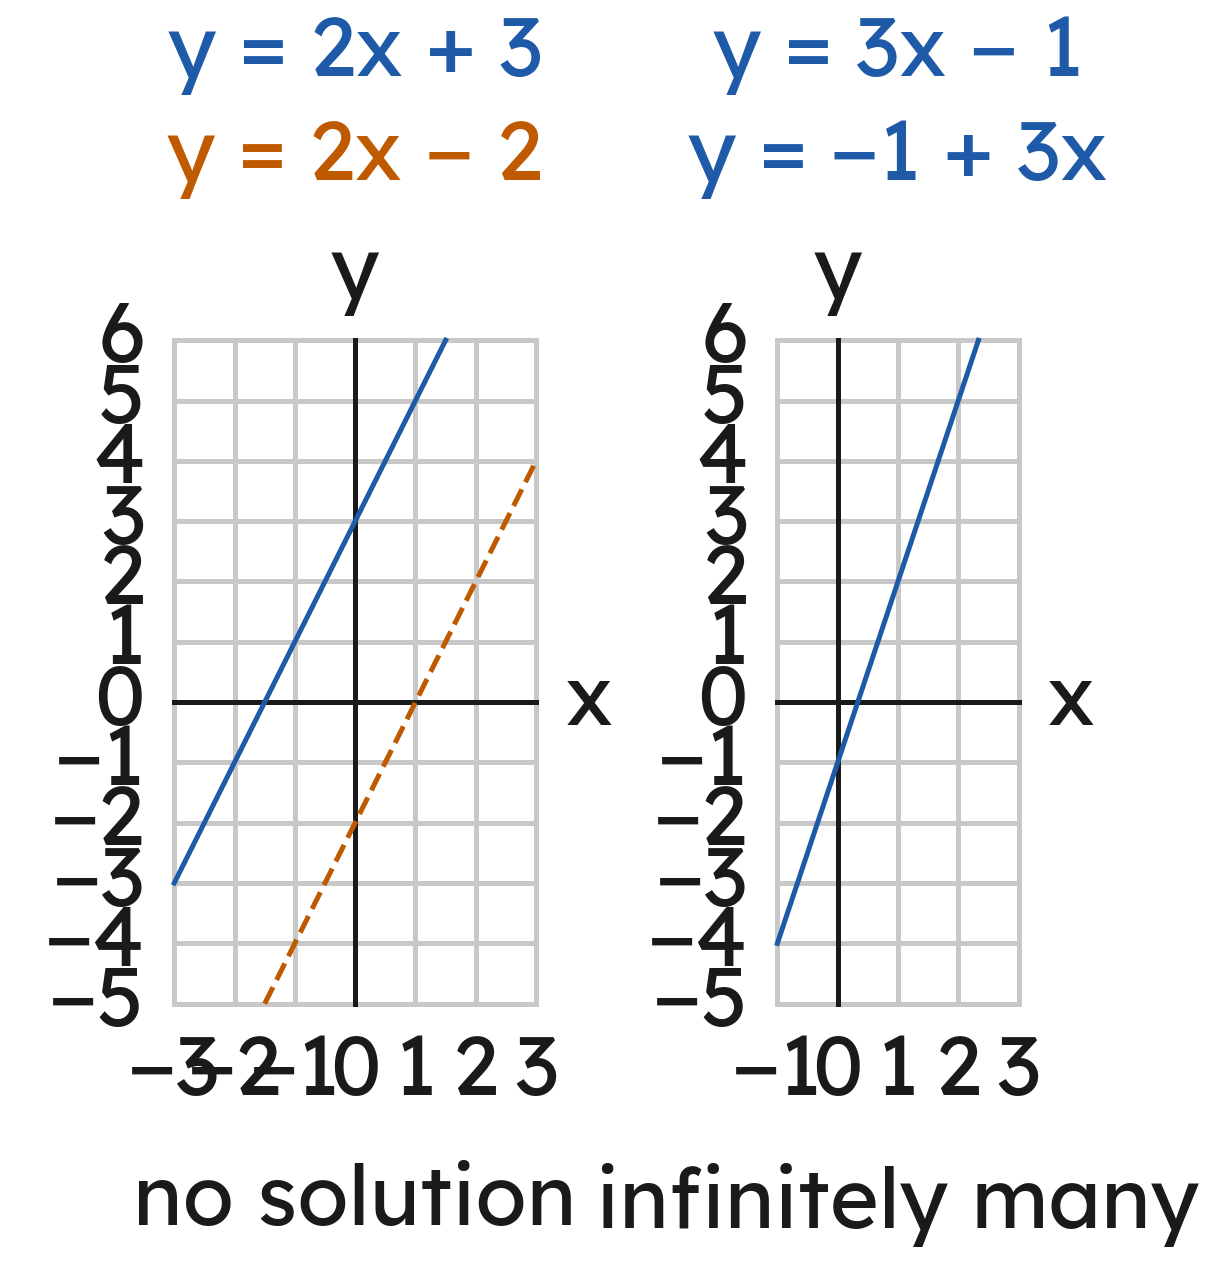 y = 2x + 3
y = 2x − 2
y
6
5
4
3
2
1
0
−1
−2
−3
−4
−5
x
−3 −2 −1 0 1 2 3
no solution
y = 3x − 1
y = −1 + 3x
y
6
5
4
3
2
1
0
−1
−2
−3
−4
−5
x
−1 0 1 2 3
infinitely many